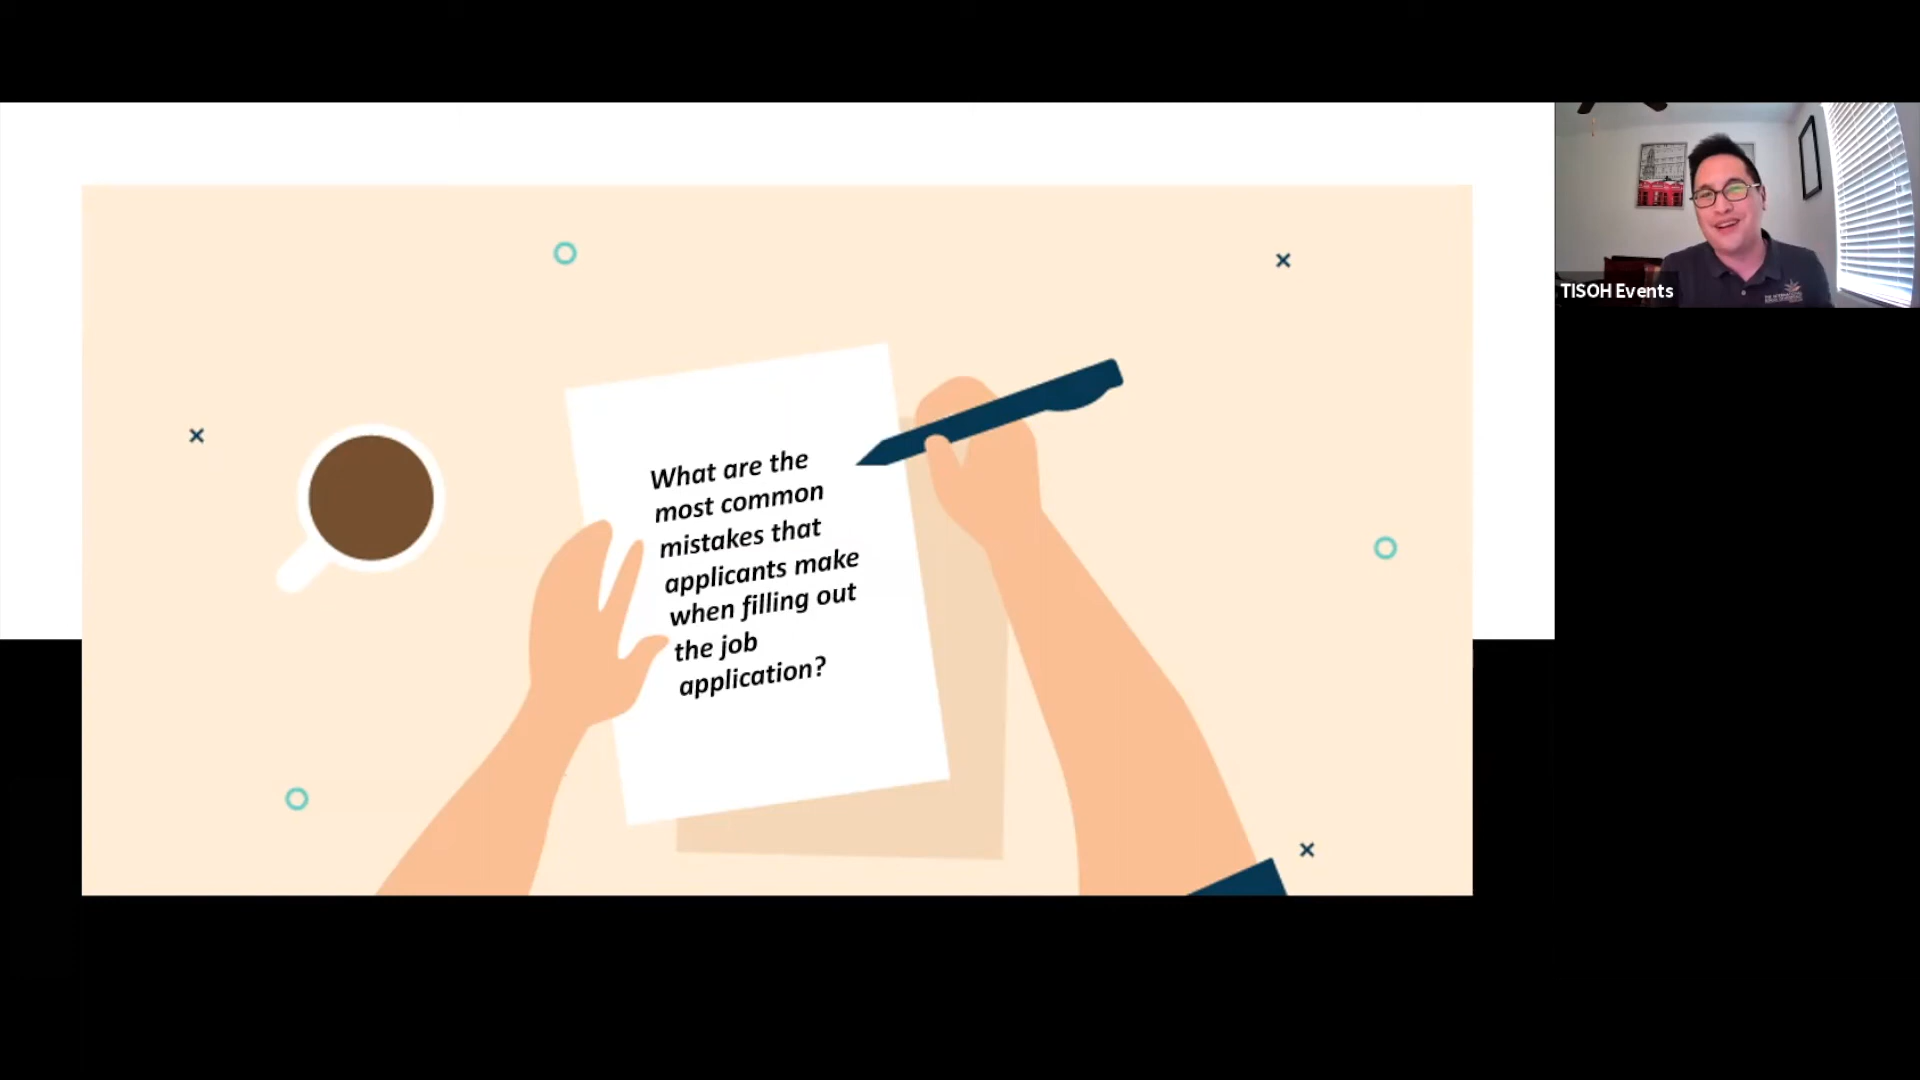 What are the
most common
mistakes that
applicants make
when filling out
the job
application?
TISOH Events